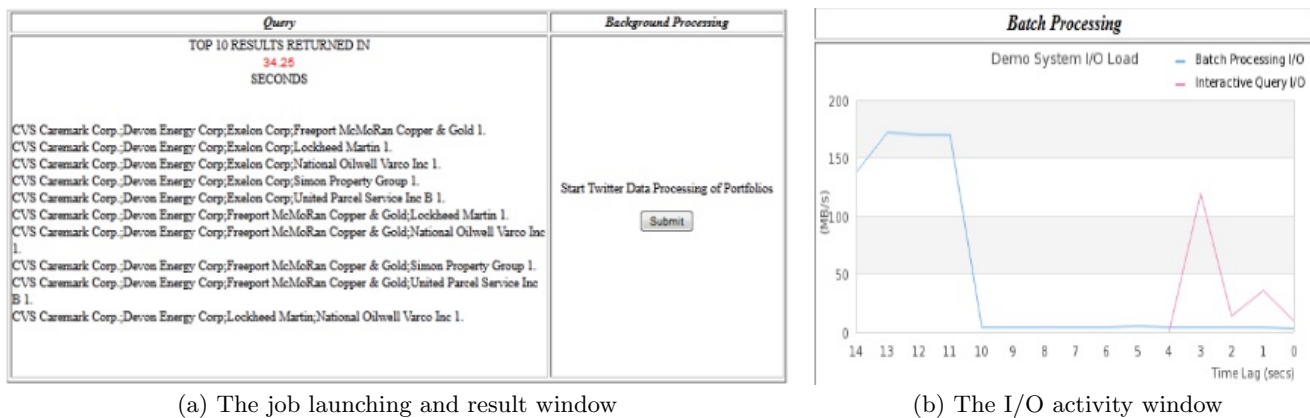 Query
Background Processing
TOP 10 RESULTS RETURNED IN
34.25
SECONDS
CVS Caremark Corp.;Devon Energy Corp;Exelon Corp;Freeport McMoRan Copper & Gold 1.
CVS Caremark Corp.;Devon Energy Corp;Exelon Corp;Lockheed Martin 1.
CVS Caremark Corp.;Devon Energy Corp;Exelon Corp;National Oilwell Varco Inc 1.
CVS Caremark Corp.;Devon Energy Corp;Exelon Corp;Simon Property Group 1.
CVS Caremark Corp.;Devon Energy Corp;Exelon Corp;United Parcel Service Inc B 1.
CVS Caremark Corp.;Devon Energy Corp;Freeport McMoRan Copper & Gold;Lockheed Martin 1.
CVS Caremark Corp.;Devon Energy Corp;Freeport McMoRan Copper & Gold;National Oilwell Varco Inc
1.
CVS Caremark Corp.;Devon Energy Corp;Freeport McMoRan Copper & Gold;Simon Property Group 1.
CVS Caremark Corp.;Devon Energy Corp;Freeport McMoRan Copper & Gold;United Parcel Service Inc
B 1.
CVS Caremark Corp.;Devon Energy Corp;Lockheed Martin;National Oilwell Varco Inc 1.
Start Twitter Data Processing of Portfolios
Submit
(a) The job launching and result window
Batch Processing
Demo System I/O Load
Batch Processing I/O
Interactive Query I/O
200
150
100
50
0
(MB/s)
14 13 12 11 10 9 8 7 6 5 4 3 2 1 0
Time Lag (secs)
(b) The I/O activity window